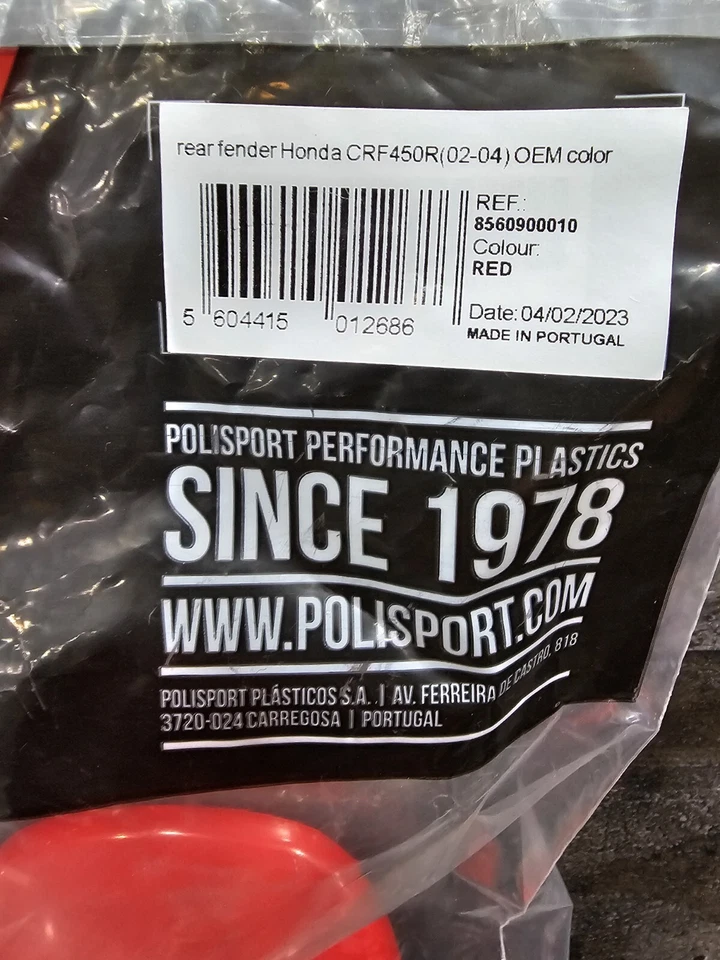 rear fender Honda CRF450R(02-04) OEM color
REF.:
8560900010
Colour:
RED
Date: 04/02/2023
MADE IN PORTUGAL
5 604415 012686
POLISPORT PERFORMANCE PLASTICS
SINCE 1978
WWW.POLISPORT.COM
POLISPORT PLÁSTICOS S.A. | AV. FERREIRA DE CASTRO, 818
3720-024 CARREGOSA | PORTUGAL